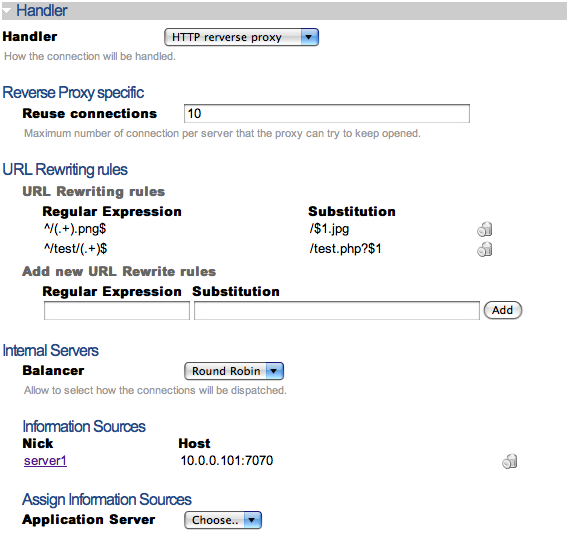 Handler
Handler HTTP rerverse proxy
How the connection will be handled.
Reverse Proxy specific
Reuse connections 10
Maximum number of connection per server that the proxy can try to keep opened.
URL Rewriting rules
URL Rewriting rules
Regular Expression Substitution
^/(.+).png$ /$1.jpg
^/test/(.+)$ /test.php?$1
Add new URL Rewrite rules
Regular Expression Substitution
Add
Internal Servers
Balancer Round Robin
Allow to select how the connections will be dispatched.
Information Sources
Nick Host
server1 10.0.0.101:7070
Assign Information Sources
Application Server Choose..